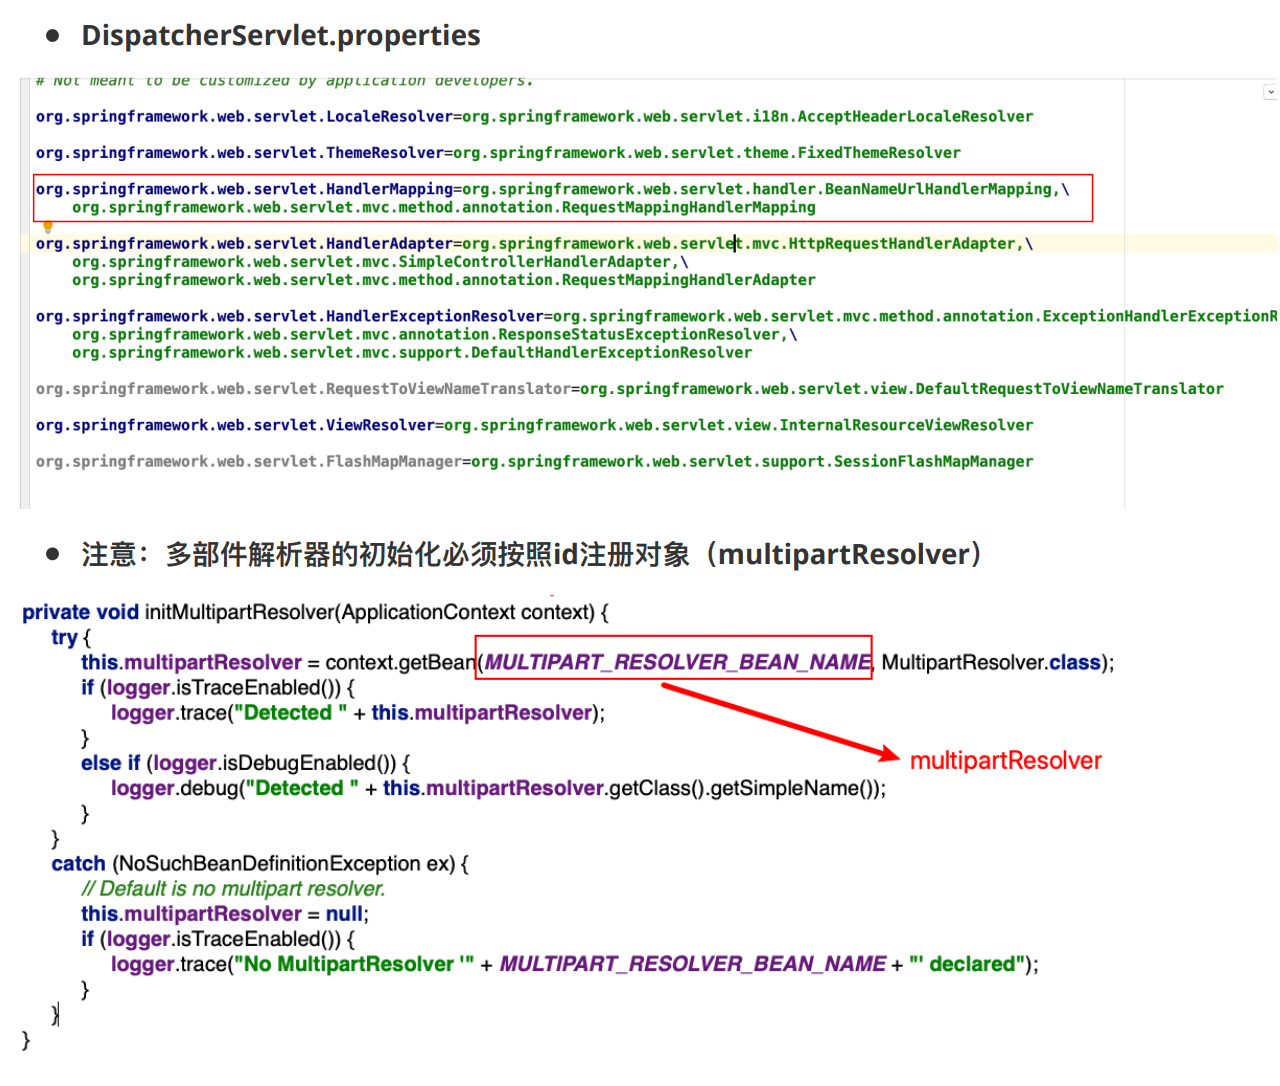 DispatcherServlet.properties
# Not meant to be customized by application developers.
org.springframework.web.servlet.LocaleResolver=org.springframework.web.servlet.i18n.AcceptHeaderLocaleResolver
org.springframework.web.servlet.ThemeResolver=org.springframework.web.servlet.theme.FixedThemeResolver
org.springframework.web.servlet.HandlerMapping=org.springframework.web.servlet.handler.BeanNameUrlHandlerMapping,\
org.springframework.web.servlet.mvc.method.annotation.RequestMappingHandlerMapping
org.springframework.web.servlet.HandlerAdapter=org.springframework.web.servlet.mvc.HttpRequestHandlerAdapter,\
org.springframework.web.servlet.mvc.SimpleControllerHandlerAdapter,\
org.springframework.web.servlet.mvc.method.annotation.RequestMappingHandlerAdapter
org.springframework.web.servlet.HandlerExceptionResolver=org.springframework.web.servlet.mvc.method.annotation.ExceptionHandlerExceptionR
org.springframework.web.servlet.mvc.annotation.ResponseStatusExceptionResolver,\
org.springframework.web.servlet.mvc.support.DefaultHandlerExceptionResolver
org.springframework.web.servlet.RequestToViewNameTranslator=org.springframework.web.servlet.view.DefaultRequestToViewNameTranslator
org.springframework.web.servlet.ViewResolver=org.springframework.web.servlet.view.InternalResourceViewResolver
org.springframework.web.servlet.FlashMapManager=org.springframework.web.servlet.support.SessionFlashMapManager
注意：多部件解析器的初始化必须按照id注册对象（multipartResolver）
private void initMultipartResolver(ApplicationContext context) {
try {
this.multipartResolver = context.getBean(MULTIPART_RESOLVER_BEAN_NAME, MultipartResolver.class);
if (logger.isTraceEnabled()) {
logger.trace("Detected " + this.multipartResolver);
}
else if (logger.isDebugEnabled()) {
multipartResolver
logger.debug("Detected " + this.multipartResolver.getClass().getSimpleName());
}
}
catch (NoSuchBeanDefinitionException ex) {
// Default is no multipart resolver.
this.multipartResolver = null;
if (logger.isTraceEnabled()) {
logger.trace("No MultipartResolver '" + MULTIPART_RESOLVER_BEAN_NAME + "' declared");
}
}
}